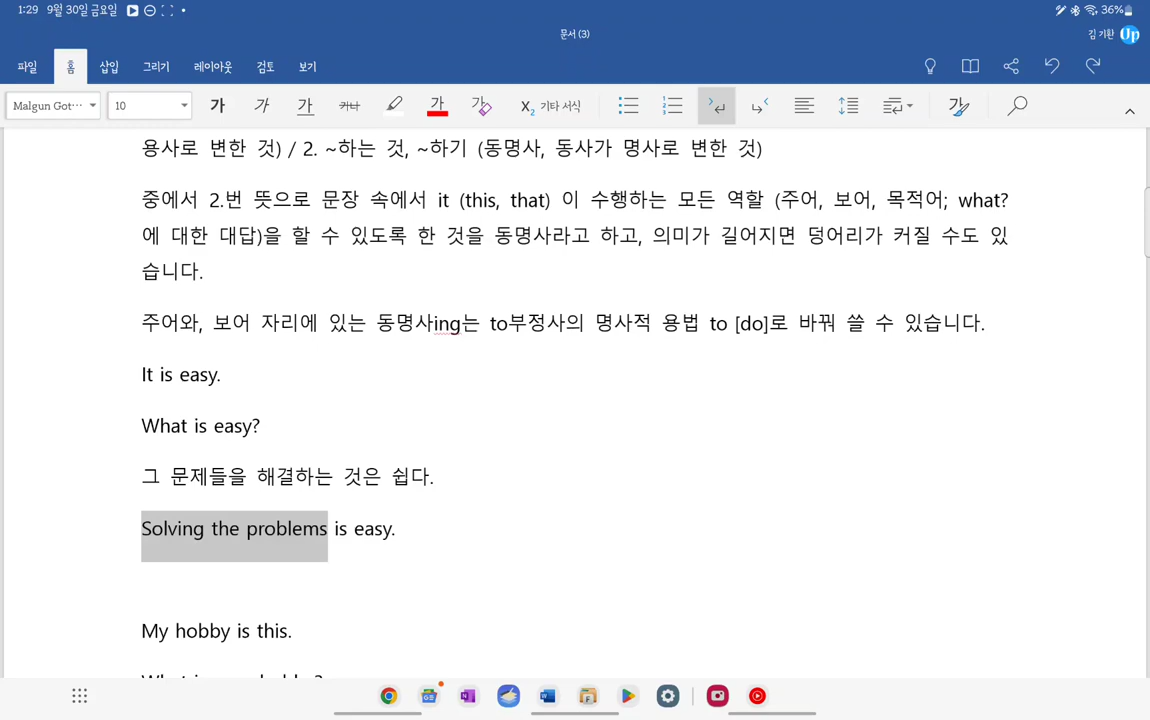 1:29 9월 30일 금요일
36%
문서 (3)
김 기환 Up
파일 홈 삽입 그리기 레이아웃 검토 보기
Malgun Got··· 10 가 가 가 가나 가 가 X₂ 기타 서식 가
용사로 변한 것) / 2. ~하는 것, ~하기 (동명사, 동사가 명사로 변한 것)
중에서 2.번 뜻으로 문장 속에서 it (this, that) 이 수행하는 모든 역할 (주어, 보어, 목적어; what?
에 대한 대답)을 할 수 있도록 한 것을 동명사라고 하고, 의미가 길어지면 덩어리가 커질 수도 있
습니다.
주어와, 보어 자리에 있는 동명사ing는 to부정사의 명사적 용법 to [do]로 바꿔 쓸 수 있습니다.
It is easy.
What is easy?
그 문제들을 해결하는 것은 쉽다.
Solving the problems is easy.
My hobby is this.